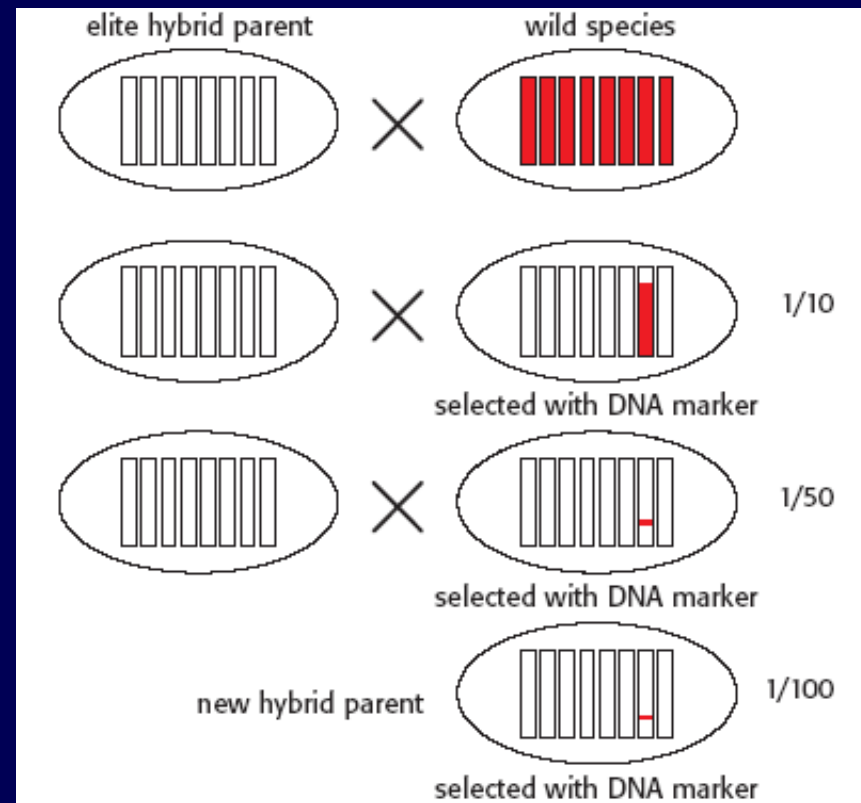 elite hybrid parent
wild species
1/10
selected with DNA marker
1/50
selected with DNA marker
new hybrid parent
1/100
selected with DNA marker